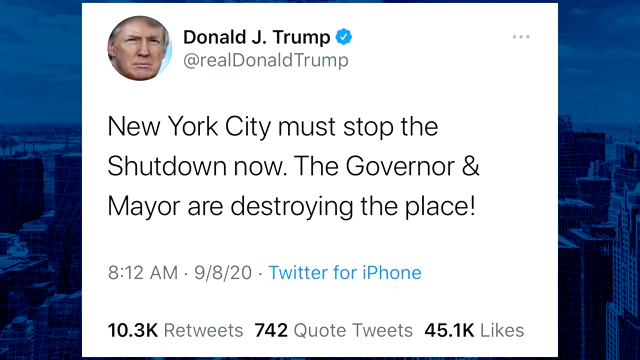 Donald J. Trump
@realDonaldTrump
New York City must stop the
Shutdown now. The Governor &
Mayor are destroying the place!
8:12 AM · 9/8/20 · Twitter for iPhone
10.3K Retweets 742 Quote Tweets 45.1K Likes